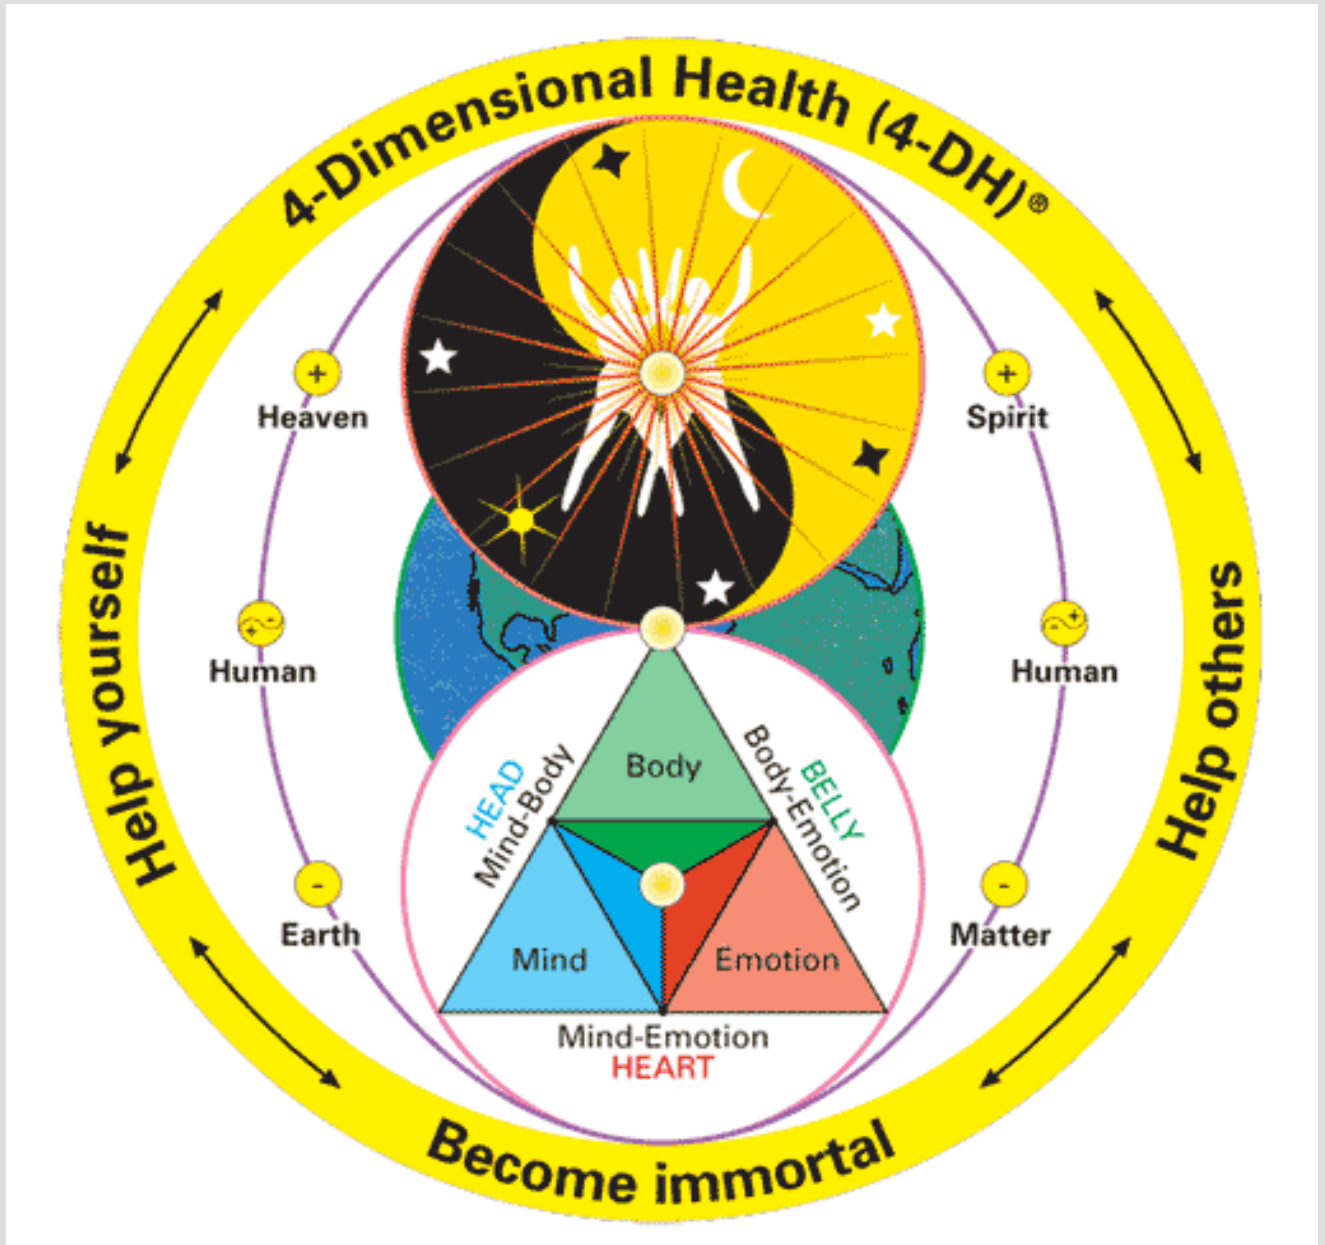 4-Dimensional Health (4-DH)®
+
Heaven
+
Spirit
+ -
Human
- +
Human
Help yourself
Help others
Body
HEAD
Mind-Body
BELLY
Body-Emotion
-
Earth
-
Matter
Mind
Emotion
Mind-Emotion
HEART
Become immortal